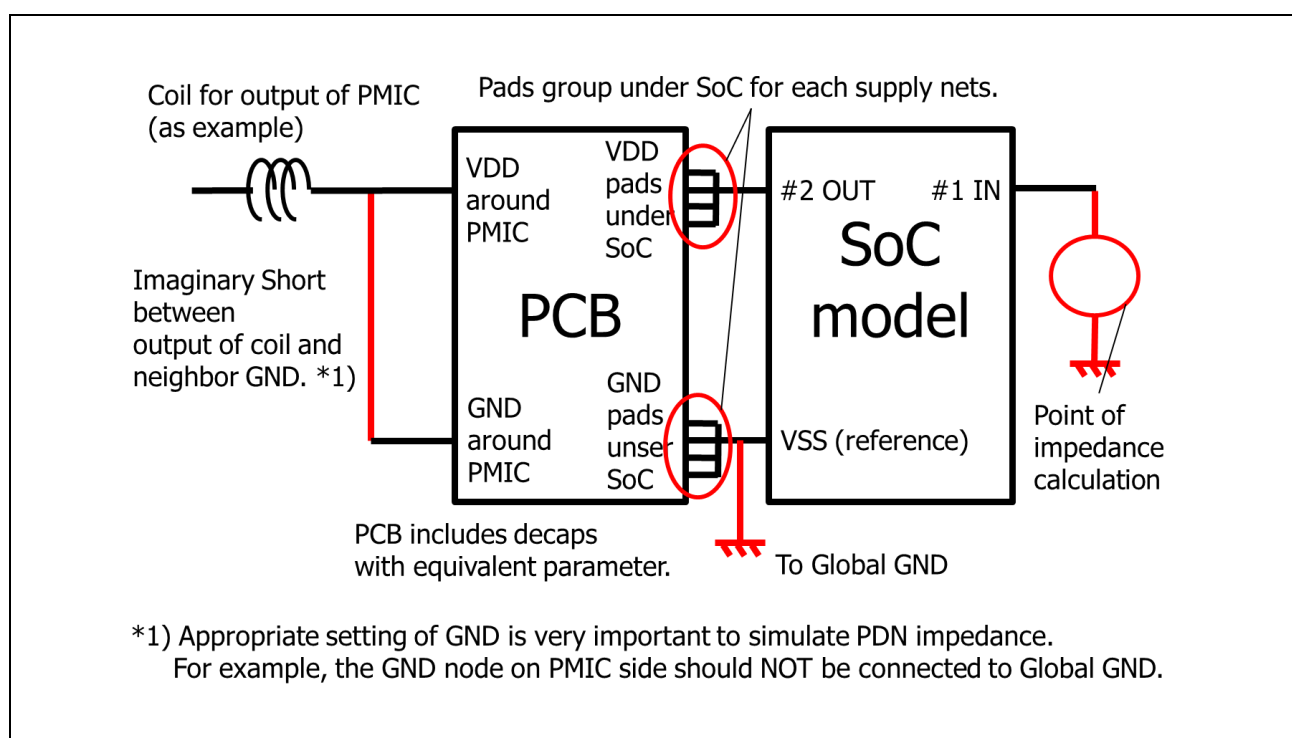 Coil for output of PMIC
(as example)
Pads group under SoC for each supply nets.
VDD
around
PMIC
VDD
pads
under
SoC
#2 OUT
#1 IN
SoC
model
Imaginary Short
between
output of coil and
neighbor GND. *1)
PCB
GND
around
PMIC
GND
pads
unser
SoC
VSS (reference)
Point of
impedance
calculation
PCB includes decaps
with equivalent parameter.
To Global GND
*1) Appropriate setting of GND is very important to simulate PDN impedance.
For example, the GND node on PMIC side should NOT be connected to Global GND.